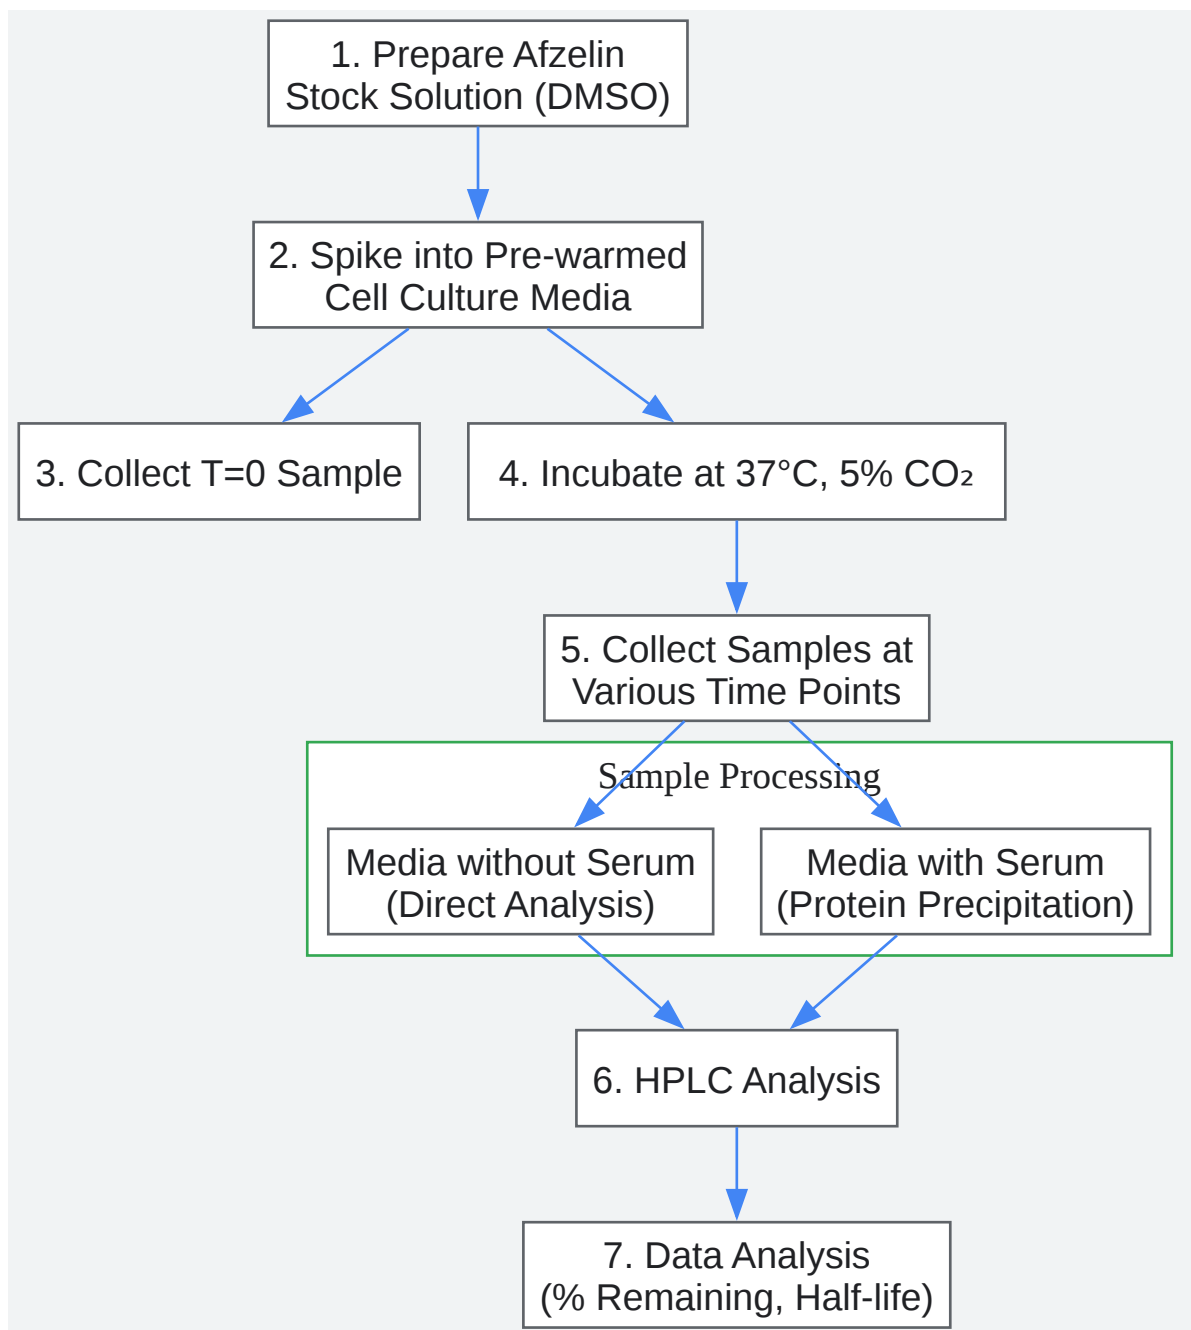 1. Prepare Afzelin
Stock Solution (DMSO)
2. Spike into Pre-warmed
Cell Culture Media
3. Collect T=0 Sample
4. Incubate at 37°C, 5% CO₂
5. Collect Samples at
Various Time Points
Sample Processing
Media without Serum
(Direct Analysis)
Media with Serum
(Protein Precipitation)
6. HPLC Analysis
7. Data Analysis
(% Remaining, Half-life)